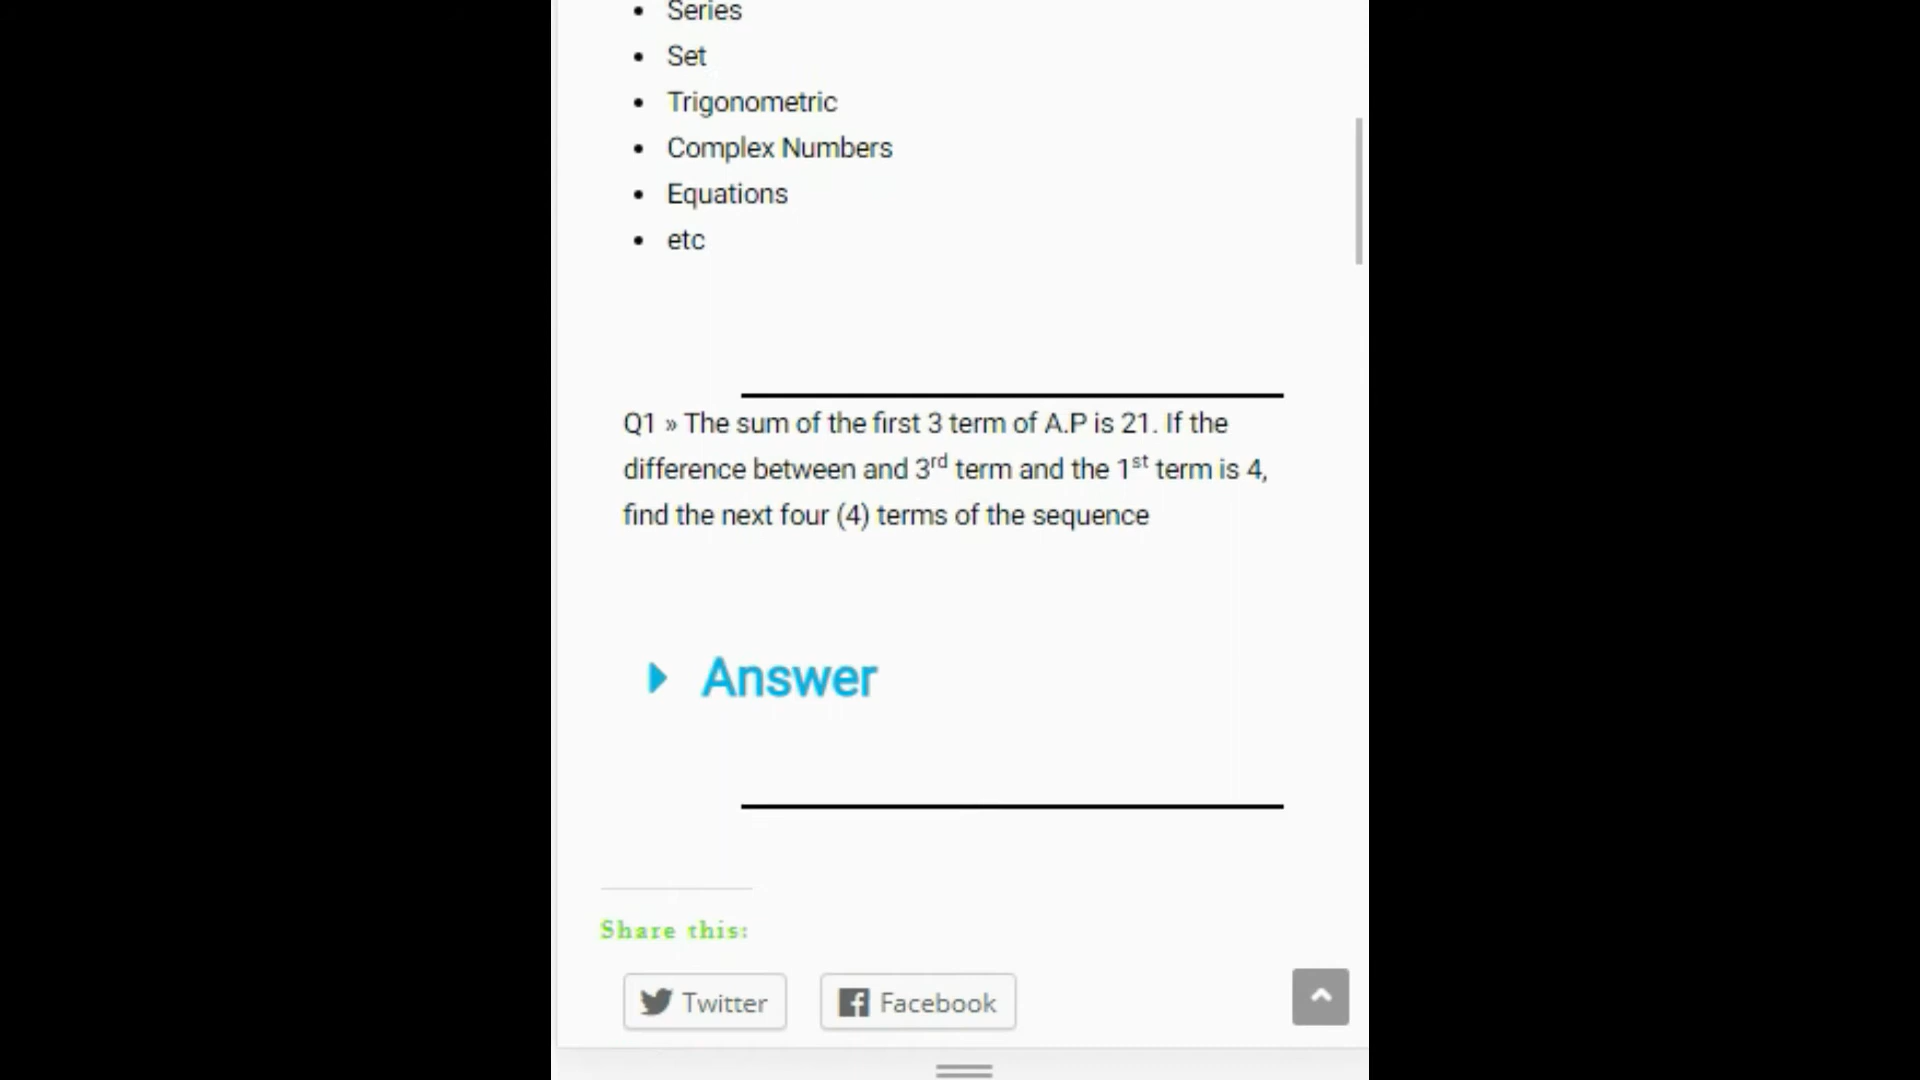 Series
Set
Trigonometric
Complex Numbers
Equations
etc
Q1 » The sum of the first 3 term of A.P is 21. If the
difference between and 3rd term and the 1st term is 4,
find the next four (4) terms of the sequence
Answer
Share this:
Twitter
Facebook